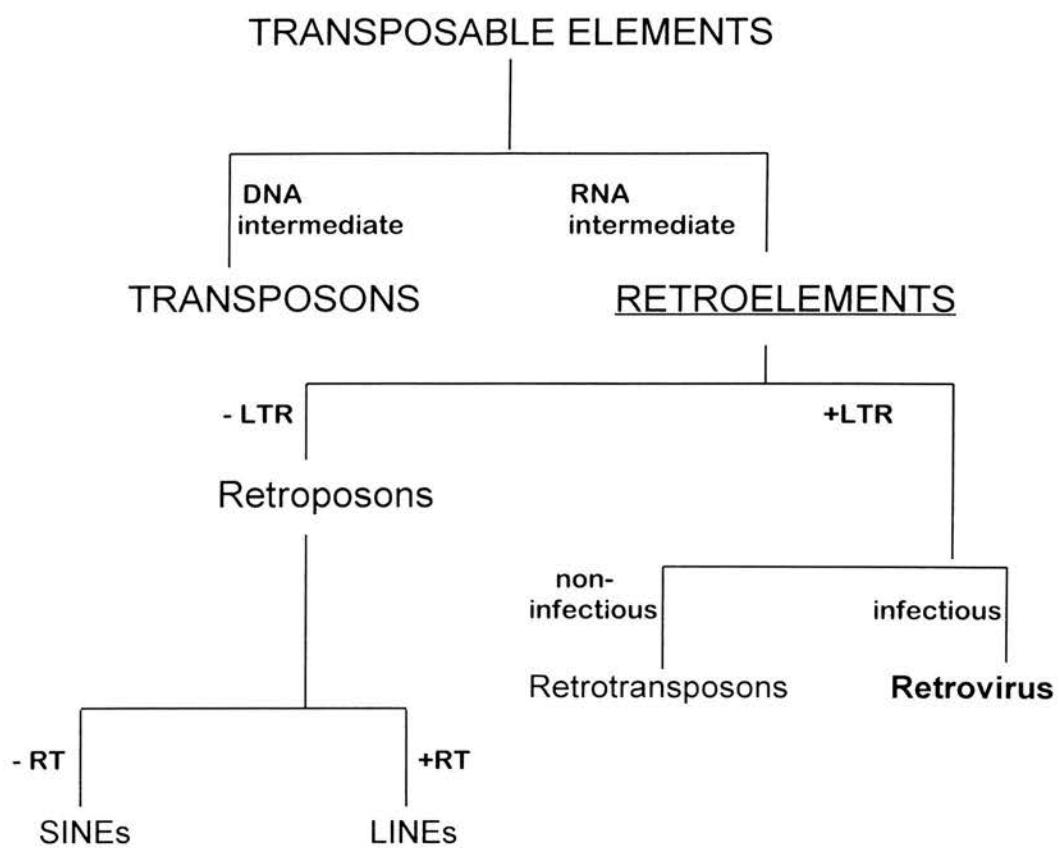 TRANSPOSABLE ELEMENTS
DNA
intermediate
RNA
intermediate
TRANSPOSONS
RETROELEMENTS
- LTR
+LTR
Retroposons
non-
infectious
infectious
Retrotransposons
Retrovirus
- RT
+RT
SINEs
LINEs